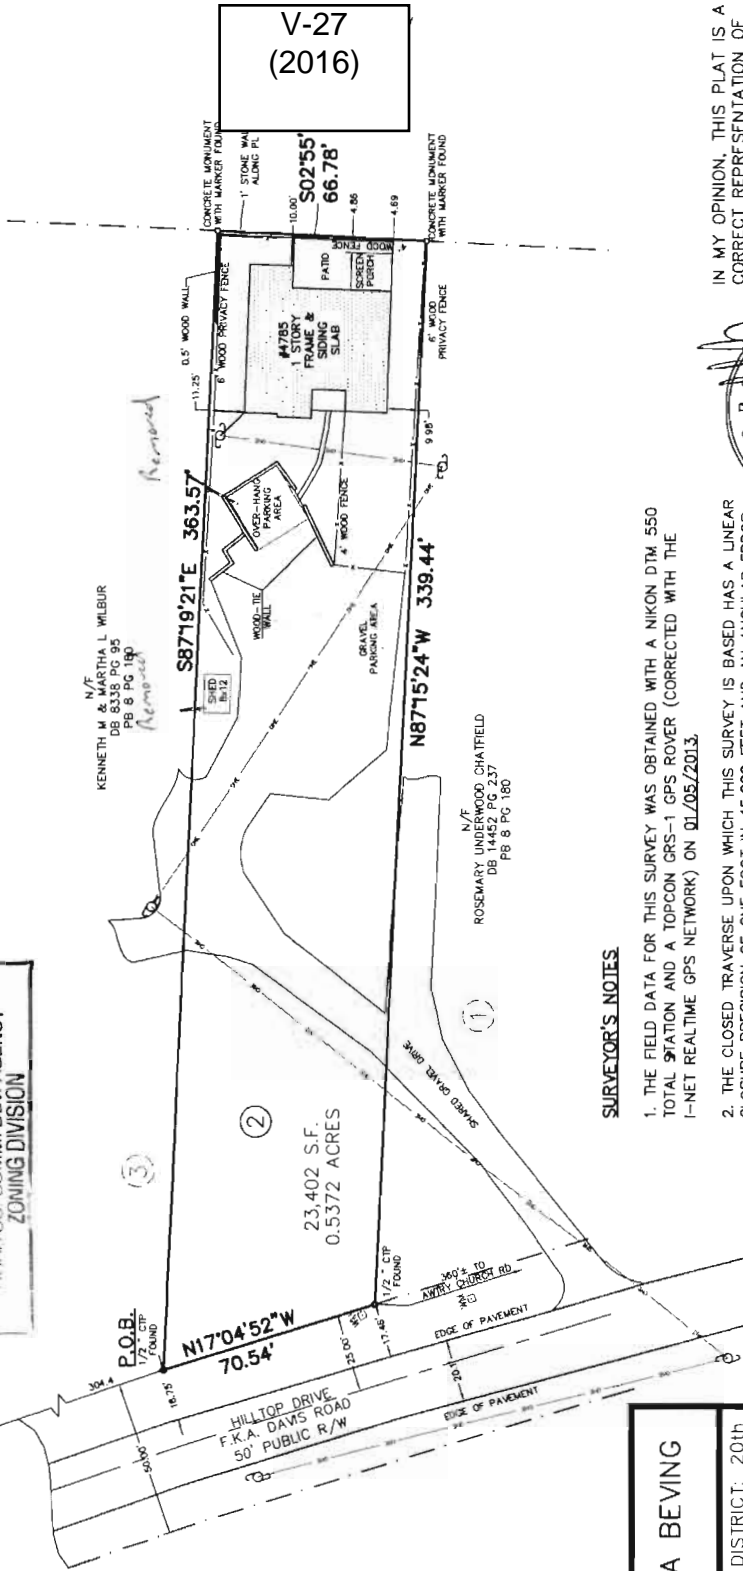 V-27
(2016)
CONCRETE MONUMENT
WITH MARKER FOUND
1' STONE WA
ALONG PL
S02°55'
66.78'
10.00'
4.86
4.69
CONCRETE MONUMENT
WITH MARKER FOUND
0.5' WOOD WALL
6' WOOD PRIVACY FENCE
11.25'
WOOD FENCE
4'
PATIO
SCREEN
PORCH
#4785
1 STORY
FRAME &
SIDING
SLAB
6' WOOD
PRIVACY FENCE
9.98'
Removed
S87°19'21"E 363.57'
OVER-HANG
PARKING
AREA
4' WOOD FENCE
WOOD-TIE
WALL
GRAVEL
PARKING AREA
N87°15'24"W 339.44'
N/F
KENNETH M & MARTHA L WILBUR
DB 8338 PG 95
PB 8 PG 180
Removed
SHED
8x12
N/F
ROSEMARY UNDERWOOD CHATFIELD
DB 14452 PG 237
PB 8 PG 180
SHARED GRAVEL DRIVE
1
2
3
23,402 S.F.
0.5372 ACRES
P.O.B.
1/2 " CTP
FOUND
N17°04'52"W
70.54'
1/2 " CTP
FOUND
360'± TO
AWTRY CHURCH RD
304.4
18.75
25.00'
17.46'
EDGE OF PAVEMENT
20.1
50.00'
HILLTOP DRIVE
F.K.A. DAVIS ROAD
50' PUBLIC R/W
EDGE OF PAVEMENT
ZONING DIVISION
IN MY OPINION, THIS PLAT IS A
CORRECT REPRESENTATION OF
SURVEYOR'S NOTES
1. THE FIELD DATA FOR THIS SURVEY WAS OBTAINED WITH A NIKON DTM 550
TOTAL STATION AND A TOPCON GRS-1 GPS ROVER (CORRECTED WITH THE
I-NET REALTIME GPS NETWORK) ON 01/05/2013.
2. THE CLOSED TRAVERSE UPON WHICH THIS SURVEY IS BASED HAS A LINEAR
A BEVING
DISTRICT: 20th